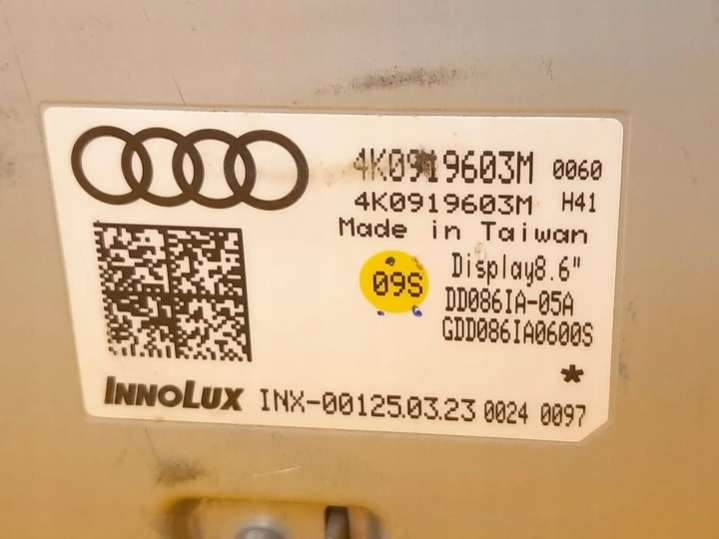 4K0919603M 0060
4K0919603M H41
Made in Taiwan
Display8.6"
09S
DD086IA-05A
GDD086IA0600S
*
INNOLUX INX-00125.03.23 0024 0097